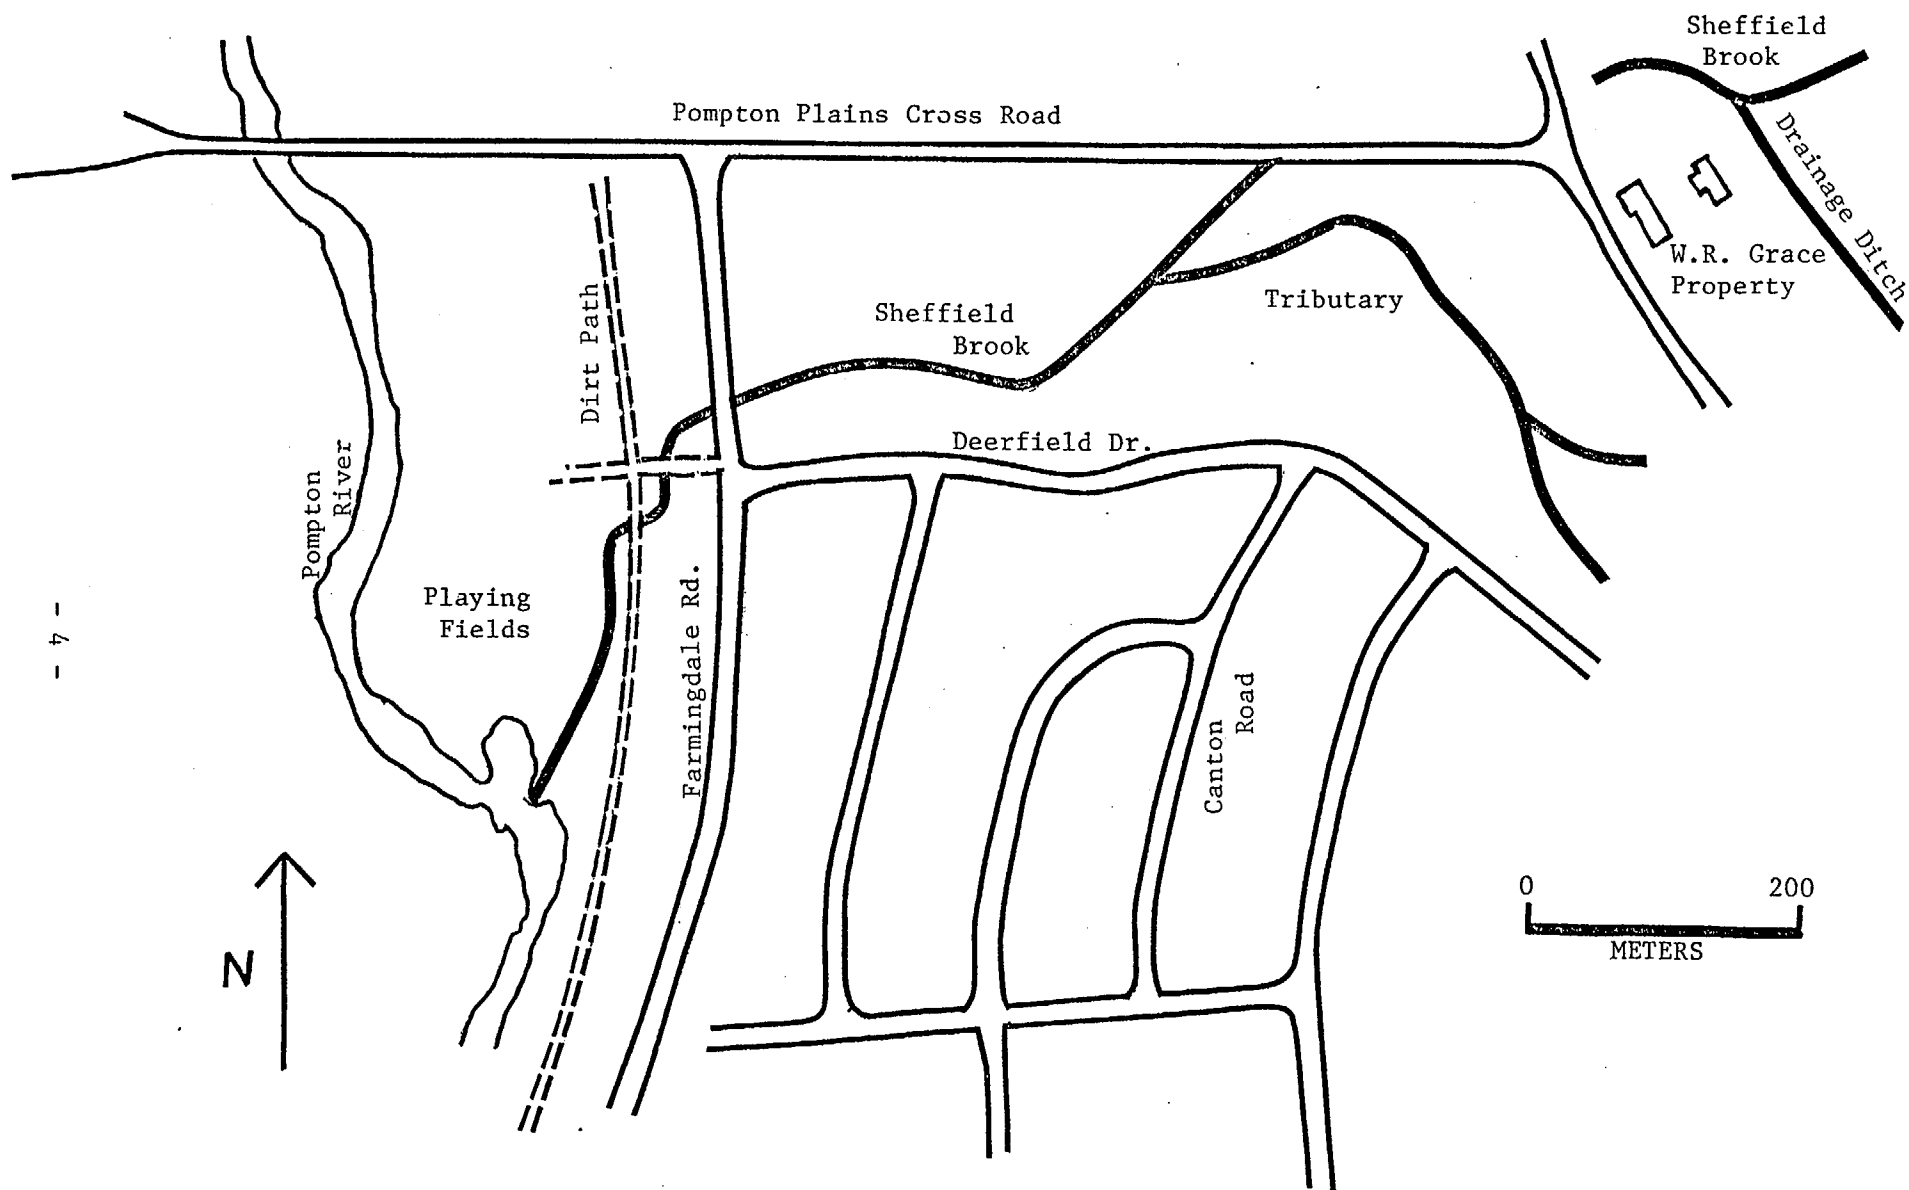 Sheffield
Brook
Pompton Plains Cross Road
Drainage Ditch
W.R. Grace
Property
Tributary
Sheffield
Brook
Dirt Path
Deerfield Dr.
Pompton
River
Playing
Fields
Farmingdale Rd.
Canton
Road
- 4 -
0 200
METERS
N